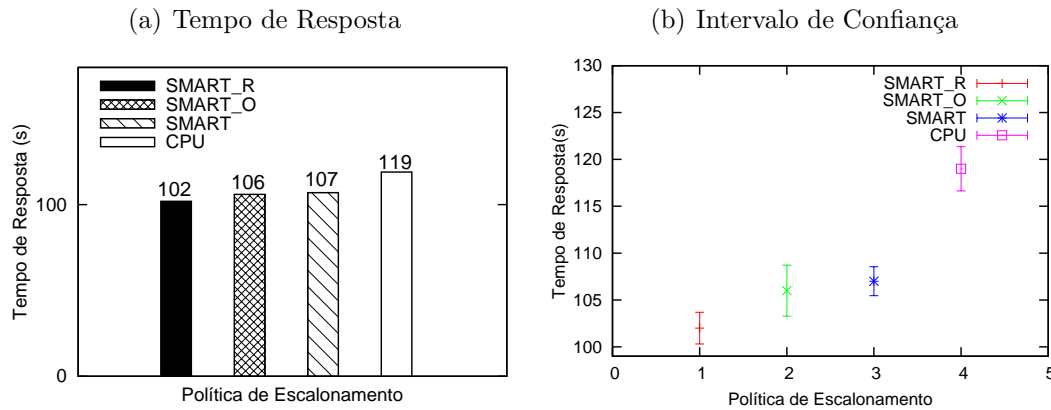 (a) Tempo de Resposta
SMART_R
SMART_O
SMART
CPU
102
106
107
119
100
0
Tempo de Resposta (s)
Política de Escalonamento
(b) Intervalo de Confiança
130
125
120
115
110
105
100
SMART_R
SMART_O
SMART
CPU
0 1 2 3 4 5
Tempo de Resposta(s)
Política de Escalonamento